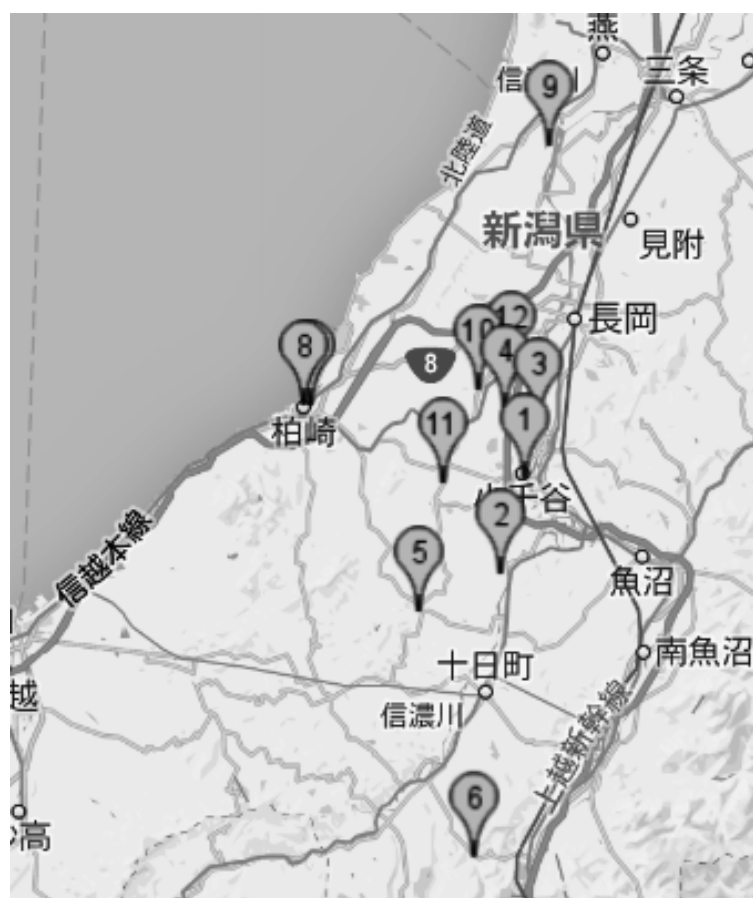 燕
三条
9
北陸道
新潟県
見附
12
長岡
10
8
8
4
3
柏崎
11
1
小千谷
2
信越本線
5
魚沼
十日町
南魚沼
信濃川
上越新幹線
越
6
高